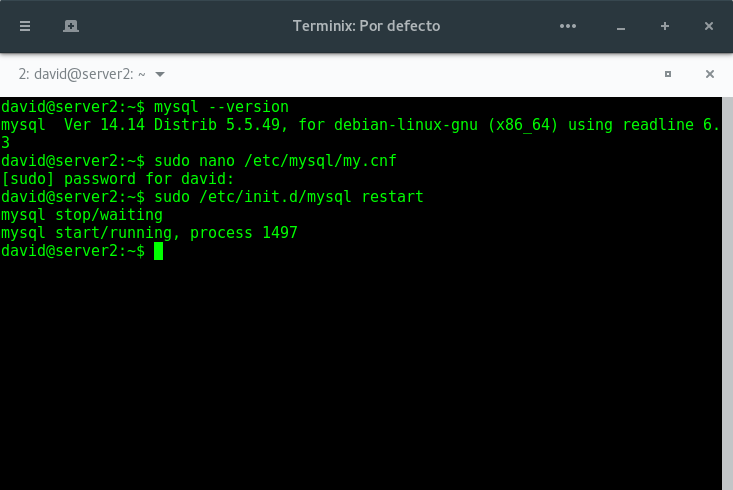 Terminix: Por defecto
2: david@server2: ~
david@server2:~$ mysql --version
mysql  Ver 14.14 Distrib 5.5.49, for debian-linux-gnu (x86_64) using readline 6.
3
david@server2:~$ sudo nano /etc/mysql/my.cnf
[sudo] password for david:
david@server2:~$ sudo /etc/init.d/mysql restart
mysql stop/waiting
mysql start/running, process 1497
david@server2:~$